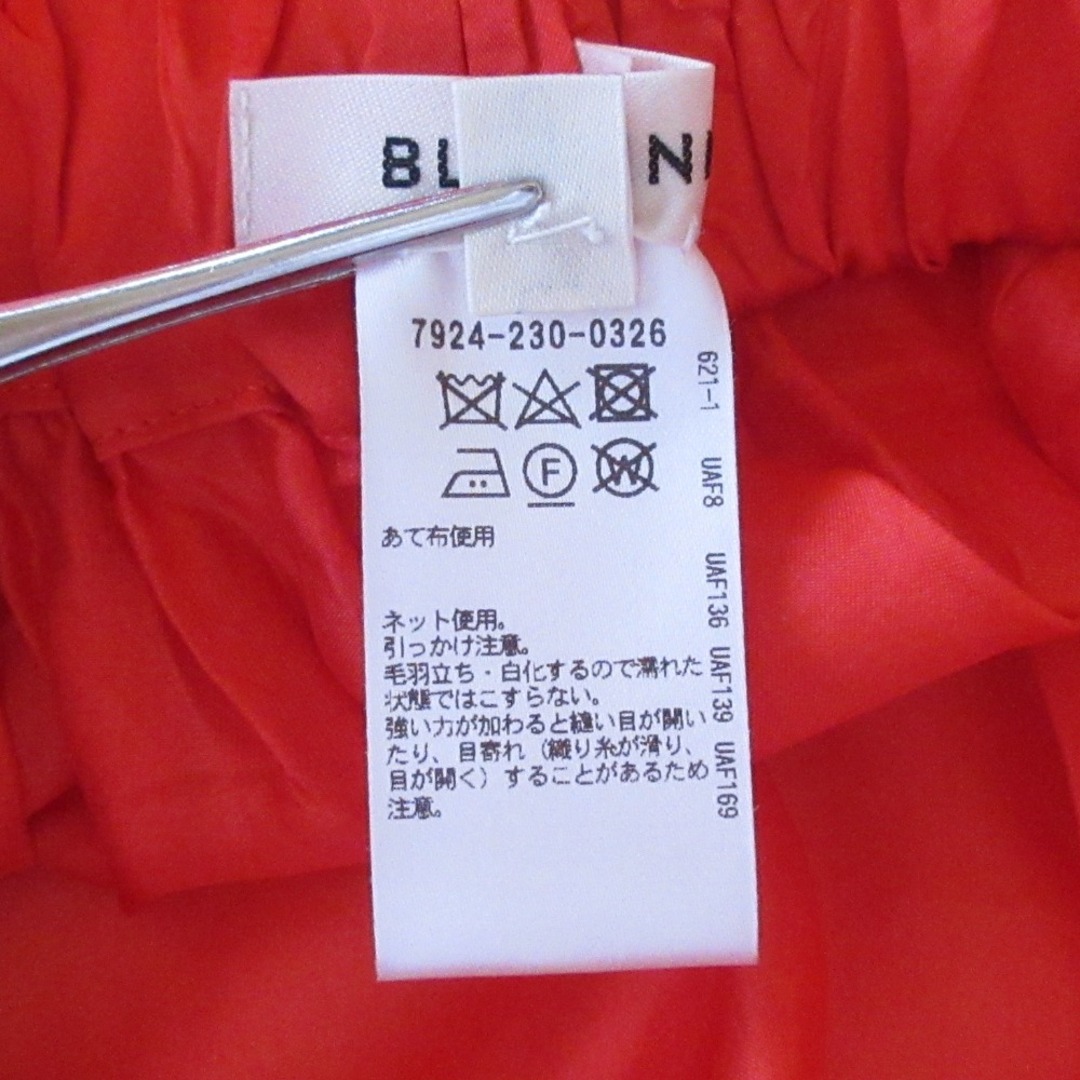 BL
N
7924-230-0326
F
W
あて布使用
ネット使用。
引っかけ注意。
毛羽立ち・白化するので濡れた
状態ではこすらない。
強い力が加わると縫い目が開い
たり、目寄れ(織り糸が滑り、
目が開く)することがあるため
注意。
621-1 UAF8 UAF136 UAF139 UAF169